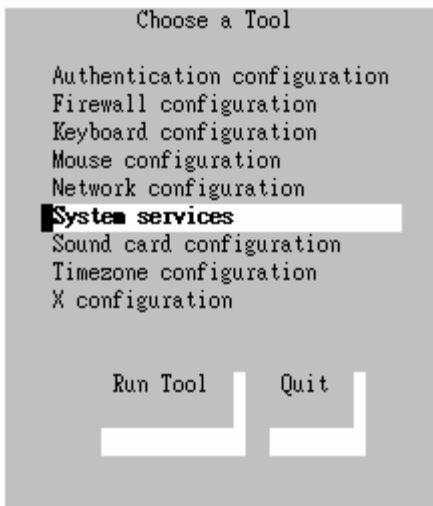 Choose a Tool
Authentication configuration
Firewall configuration
Keyboard configuration
Mouse configuration
Network configuration
System services
Sound card configuration
Timezone configuration
X configuration
Run Tool Quit